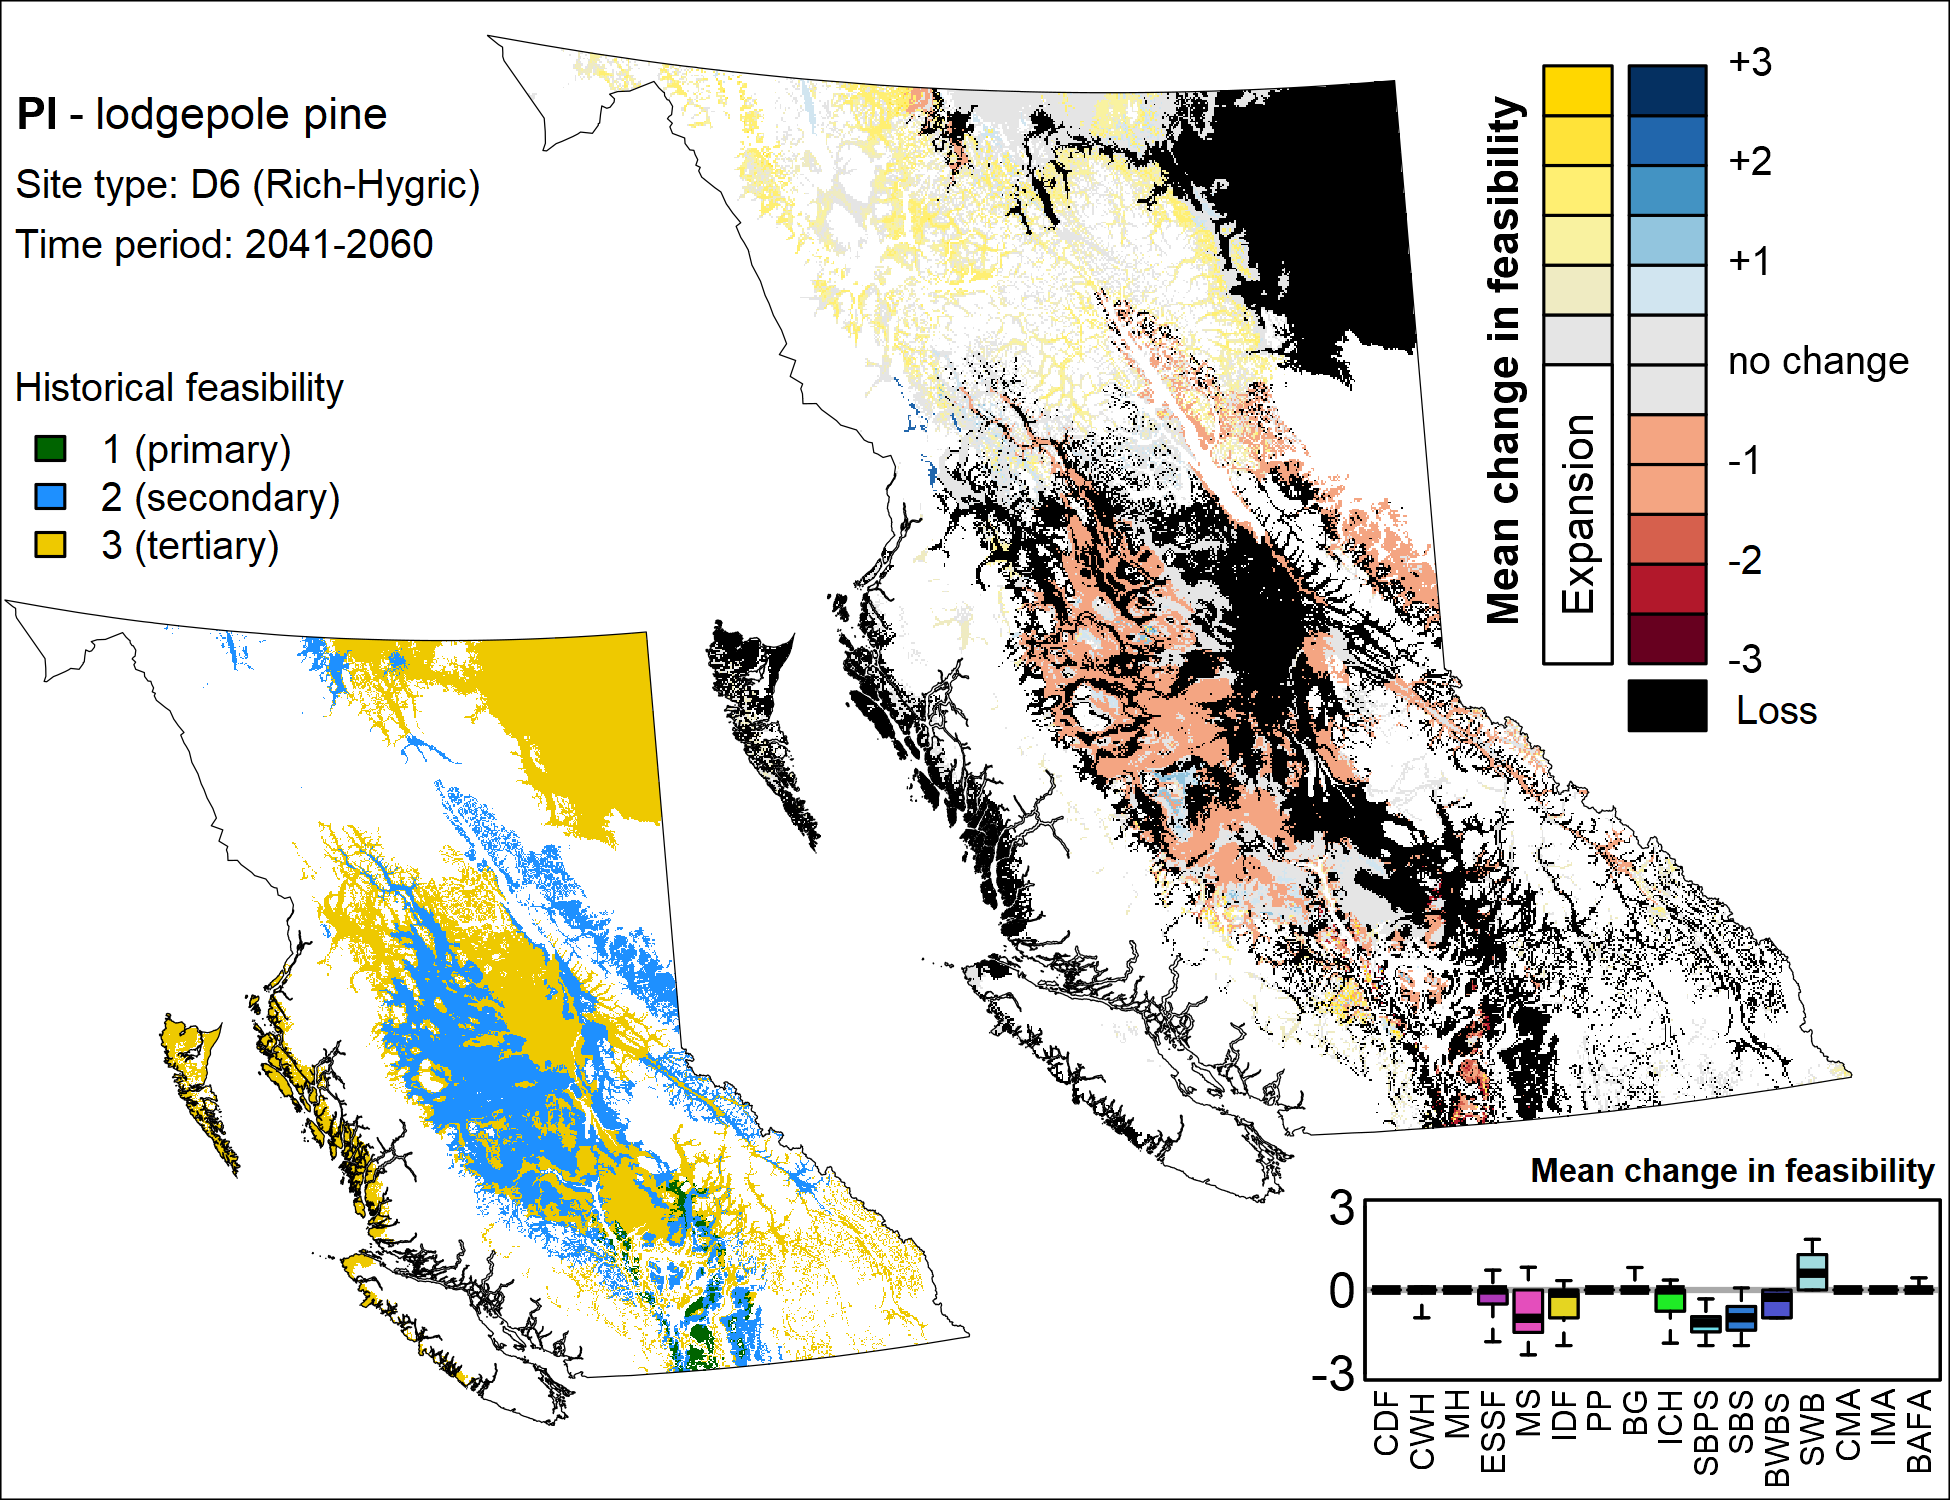 Pl - lodgepole pine
Site type: D6 (Rich-Hygric)
Time period: 2041-2060
Historical feasibility
1 (primary)
2 (secondary)
3 (tertiary)
Mean change in feasibility
Expansion
+3
+2
+1
no change
-1
-2
-3
Loss
Mean change in feasibility
3
0
-3
CDF
CWH
MH
ESSF
MS
IDF
PP
BG
ICH
SBPS
SBS
BWBS
SWB
CMA
IMA
BAFA